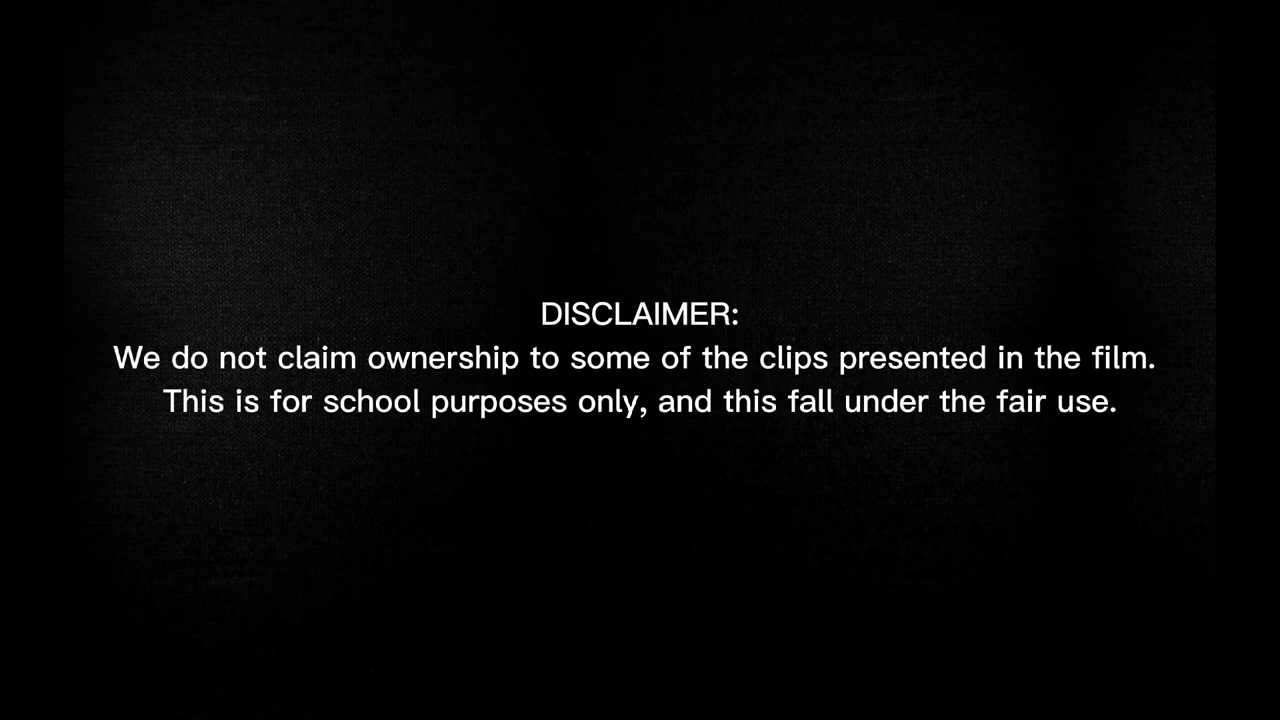 DISCLAIMER:
We do not claim ownership to some of the clips presented in the film.
This is for school purposes only, and this fall under the fair use.